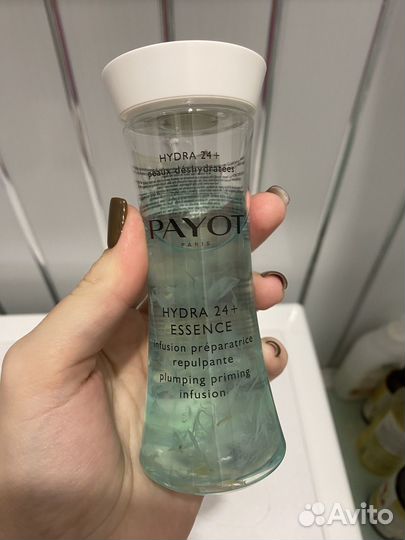 HYDRA 24+
peaux déshydratées
PAYOT
PARIS
HYDRA 24+
ESSENCE
infusion préparatrice
repulpante
plumping priming
infusion
Avito